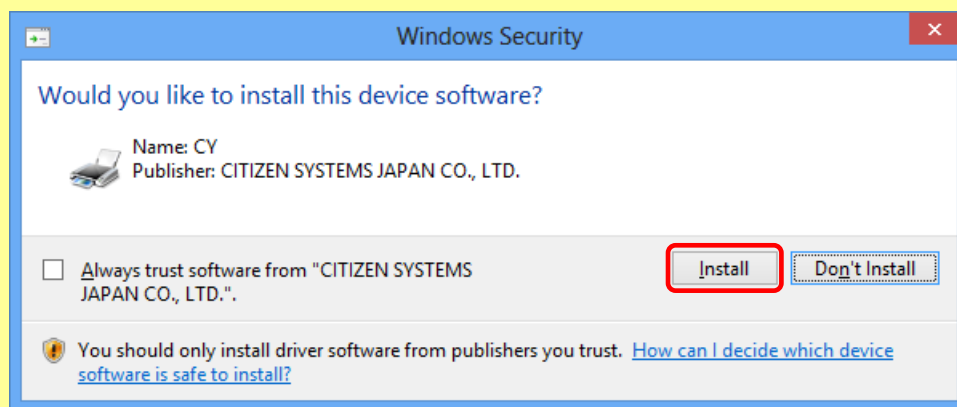 Windows Security
Would you like to install this device software?
Name: CY
Publisher: CITIZEN SYSTEMS JAPAN CO., LTD.
Always trust software from "CITIZEN SYSTEMS
JAPAN CO., LTD.".
Install
Don't Install
You should only install driver software from publishers you trust. How can I decide which device
software is safe to install?